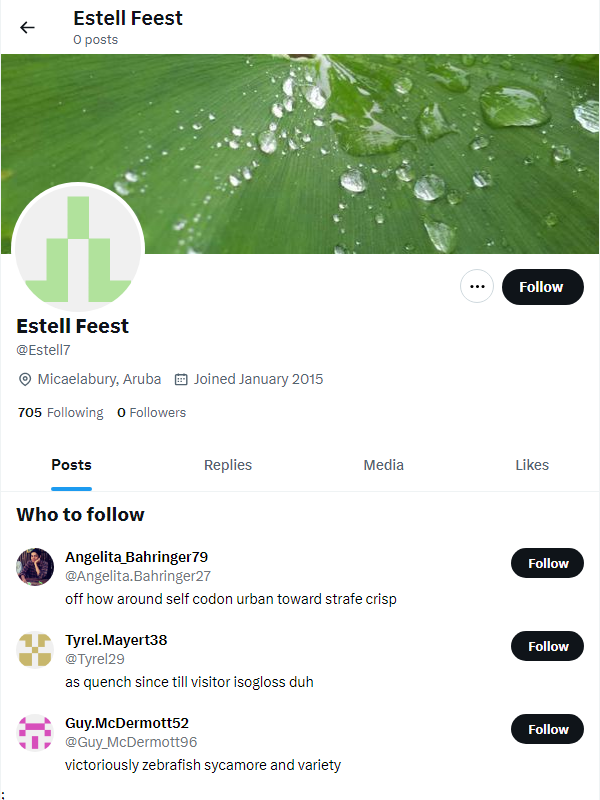 Estell Feest
0 posts
Follow
Estell Feest
@Estell7
Micaelabury, Aruba Joined January 2015
705 Following 0 Followers
Posts Replies Media Likes
Who to follow
Angelita_Bahringer79
@Angelita.Bahringer27
Follow
off how around self codon urban toward strafe crisp
Tyrel.Mayert38
@Tyrel29
Follow
as quench since till visitor isogloss duh
Guy.McDermott52
@Guy_McDermott96
Follow
victoriously zebrafish sycamore and variety
;